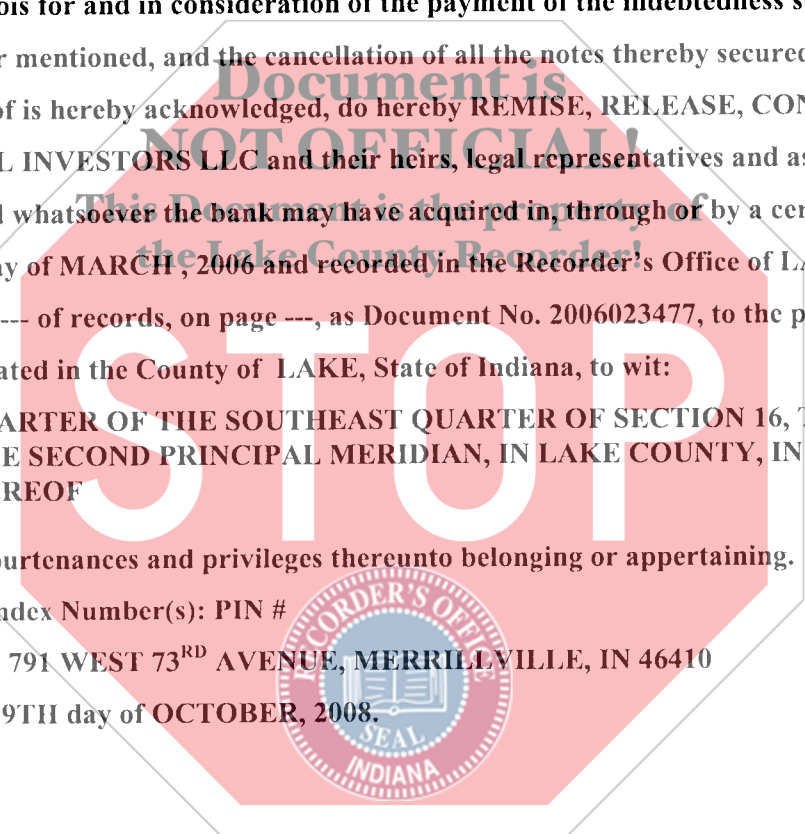 ois for and in consideration of the payment of the indebtedness s
r mentioned, and the cancellation of all the notes thereby secured
Document is
of is hereby acknowledged, do hereby REMISE, RELEASE, CON
NOT OFFICIAL!
L INVESTORS LLC and their heirs, legal representatives and as
This Document is the property of
d whatsoever the bank may have acquired in, through or by a cer
the Lake County Recorder!
ay of MARCH , 2006 and recorded in the Recorder's Office of LA
--- of records, on page ---, as Document No. 2006023477, to the p
ated in the County of LAKE, State of Indiana, to wit:
STOP
ARTER OF THE SOUTHEAST QUARTER OF SECTION 16, T
E SECOND PRINCIPAL MERIDIAN, IN LAKE COUNTY, IN
EREOF
purtenances and privileges thereunto belonging or appertaining.
ndex Number(s): PIN #
RECORDER'S OFFICE
791 WEST 73RD AVENUE, MERRILLVILLE, IN 46410
9TH day of OCTOBER, 2008.
SEAL
INDIANA